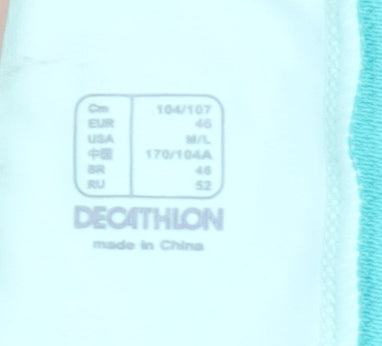 Cm 104/107
EUR 46
USA M/L
中国 170/104A
BR 46
RU 52
DECATHLON
made in China